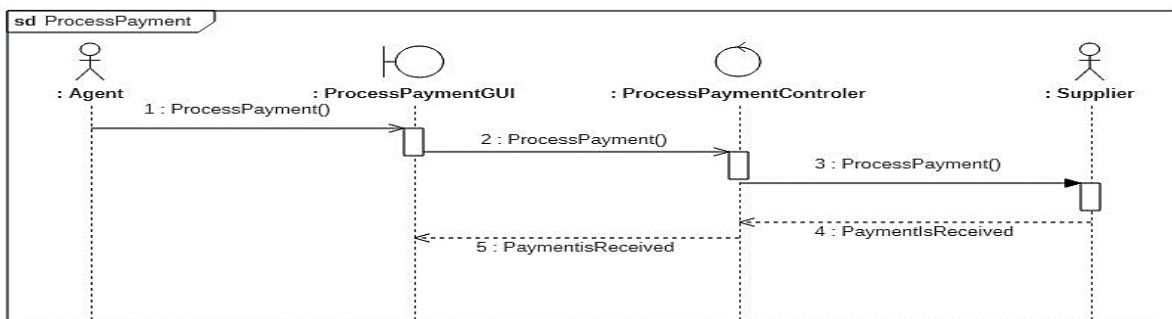 sd ProcessPayment
: Agent
: ProcessPaymentGUI
: ProcessPaymentControler
: Supplier
1 : ProcessPayment()
2 : ProcessPayment()
3 : ProcessPayment()
4 : PaymentIsReceived
5 : PaymentisReceived